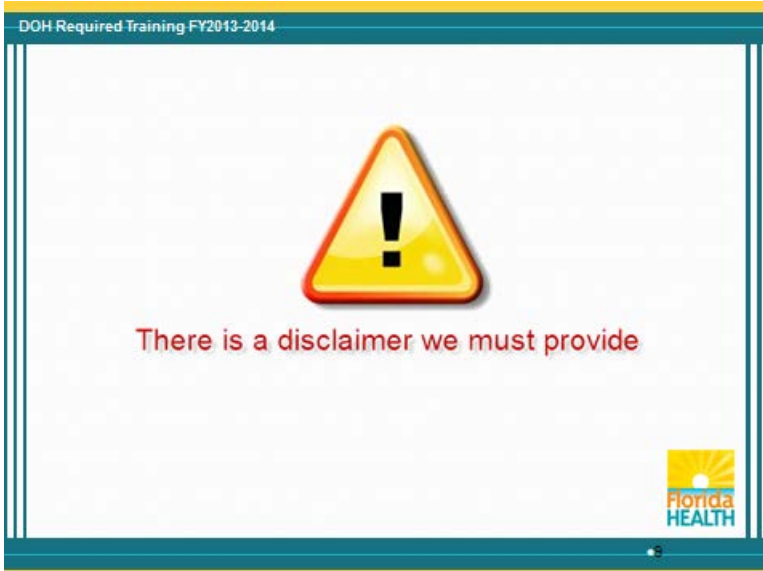 DOH Required Training FY2013-2014
!
There is a disclaimer we must provide
Florida
HEALTH
•9